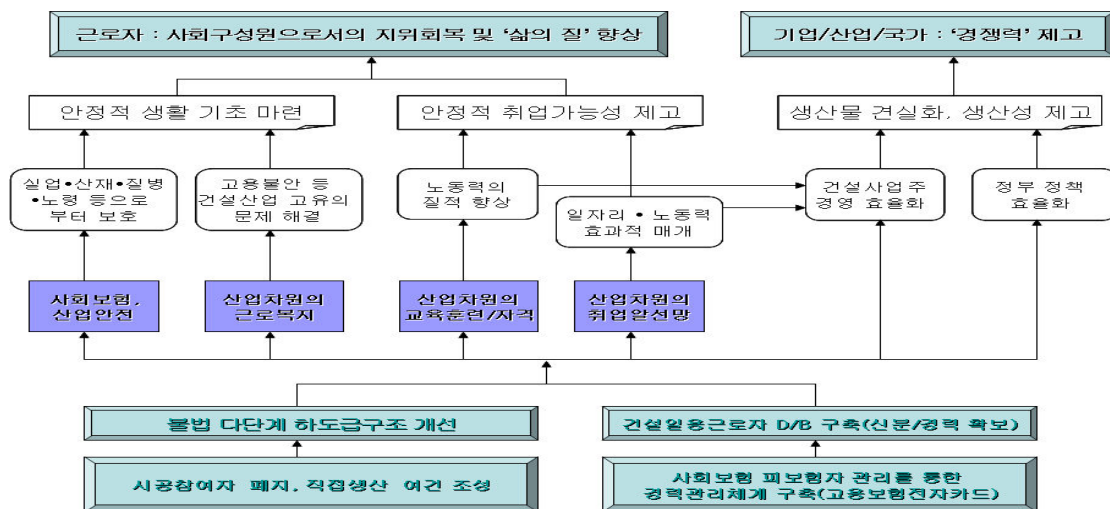 근로자 : 사회구성원으로서의 지위회복 및 '삶의 질' 향상
기업/산업/국가 : '경쟁력' 제고
안정적 생활 기초 마련
안정적 취업가능성 제고
생산물 견실화, 생산성 제고
실업•산재•질병
•노령 등으로
부터 보호
고용불안 등
건설산업 고유의
문제 해결
노동력의
질적 향상
일자리 • 노동력
효과적 매개
건설사업주
경영 효율화
정부 정책
효율화
사회보험,
산업안전
산업차원의
근로복지
산업차원의
교육훈련/자격
산업차원의
취업알선망
불법 다단계 하도급구조 개선
건설일용근로자 D/B 구축(신분/경력 확보)
시공참여자 폐지, 직접생산 여건 조성
사회보험 피보험자 관리를 통한
경력관리체계 구축(고용보험전자카드)